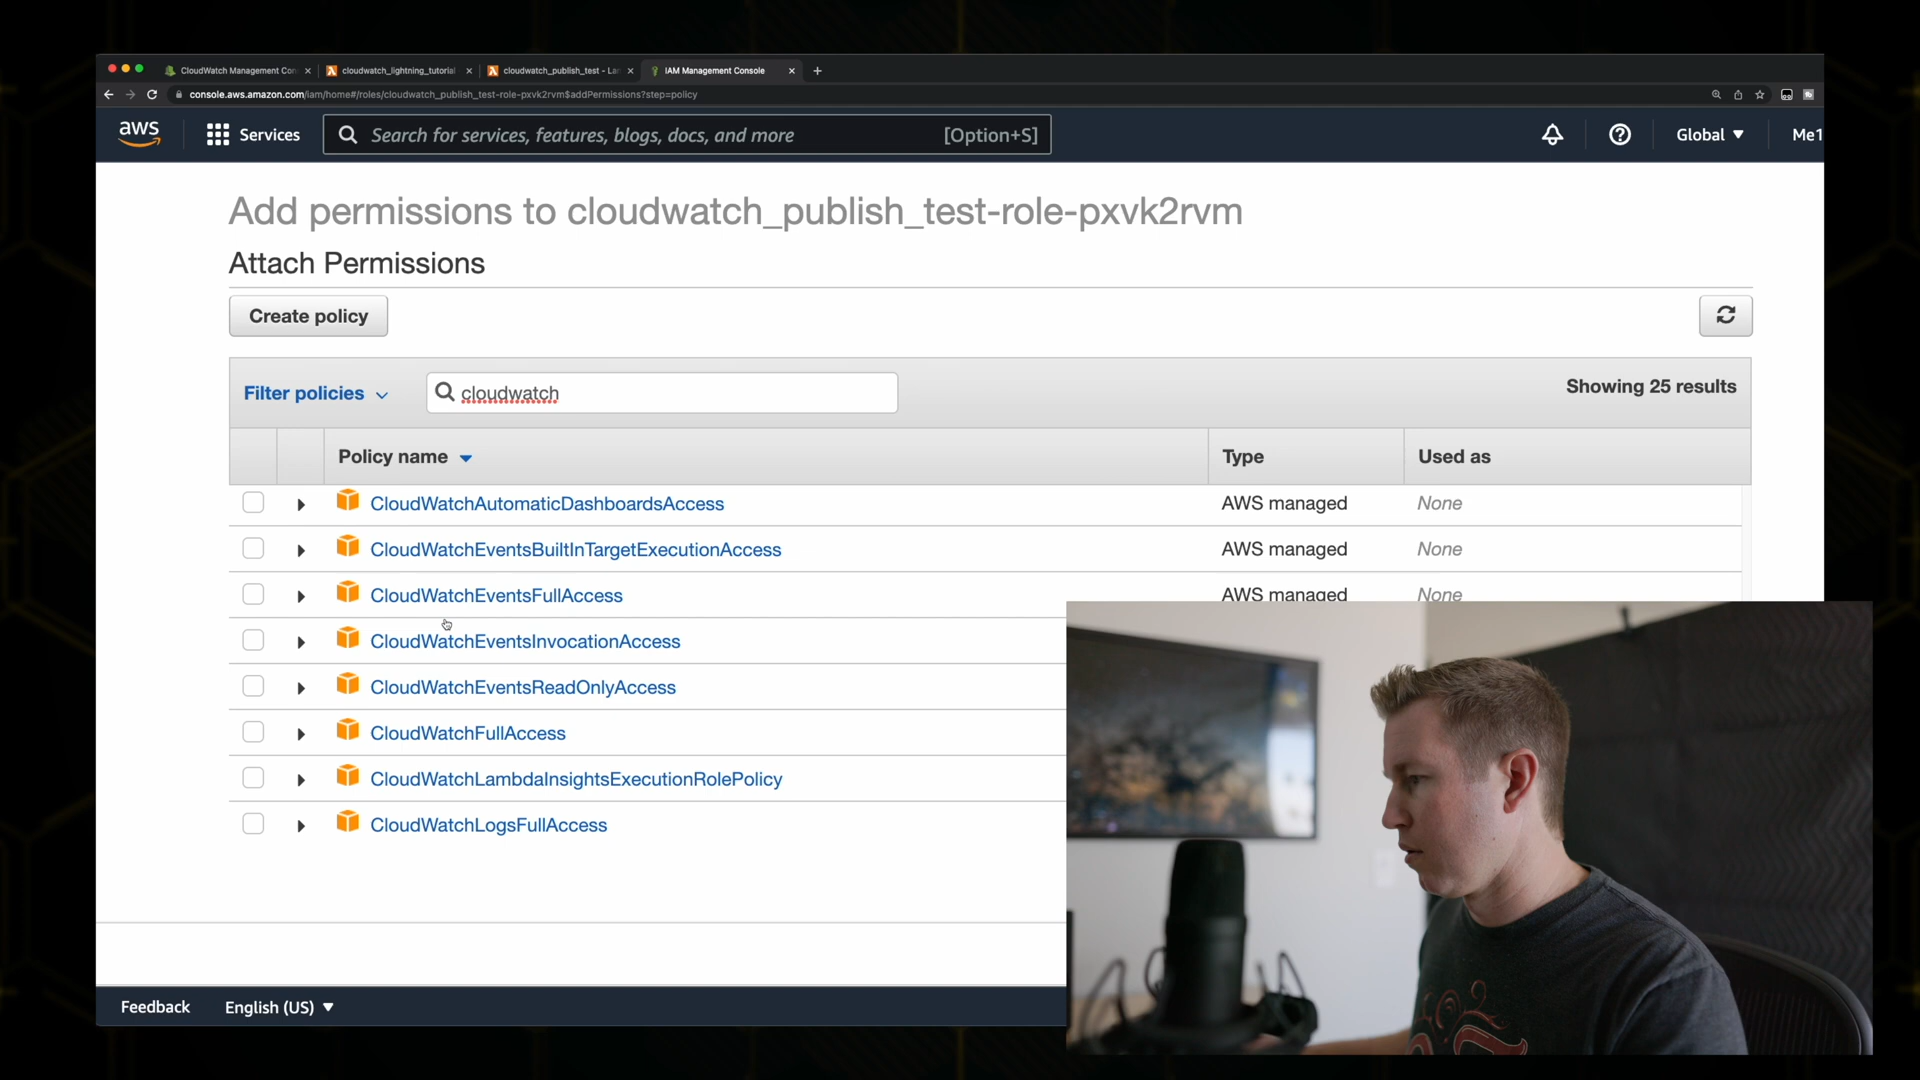 CloudWatch Management Con
cloudwatch_lightning_tutorial
cloudwatch_publish_test - La
IAM Management Console
console.aws.amazon.com/iam/home#/roles/cloudwatch_publish_test-role-pxvk2rvm$addPermissions?step=policy
aws
Services
Search for services, features, blogs, docs, and more
[Option+S]
Global
Me1
Add permissions to cloudwatch_publish_test-role-pxvk2rvm
Attach Permissions
Create policy
Filter policies
cloudwatch
Showing 25 results
Policy name
Type
Used as
CloudWatchAutomaticDashboardsAccess
AWS managed
None
CloudWatchEventsBuiltInTargetExecutionAccess
AWS managed
None
CloudWatchEventsFullAccess
AWS managed
None
CloudWatchEventsInvocationAccess
CloudWatchEventsReadOnlyAccess
CloudWatchFullAccess
CloudWatchLambdaInsightsExecutionRolePolicy
CloudWatchLogsFullAccess
Feedback
English (US)